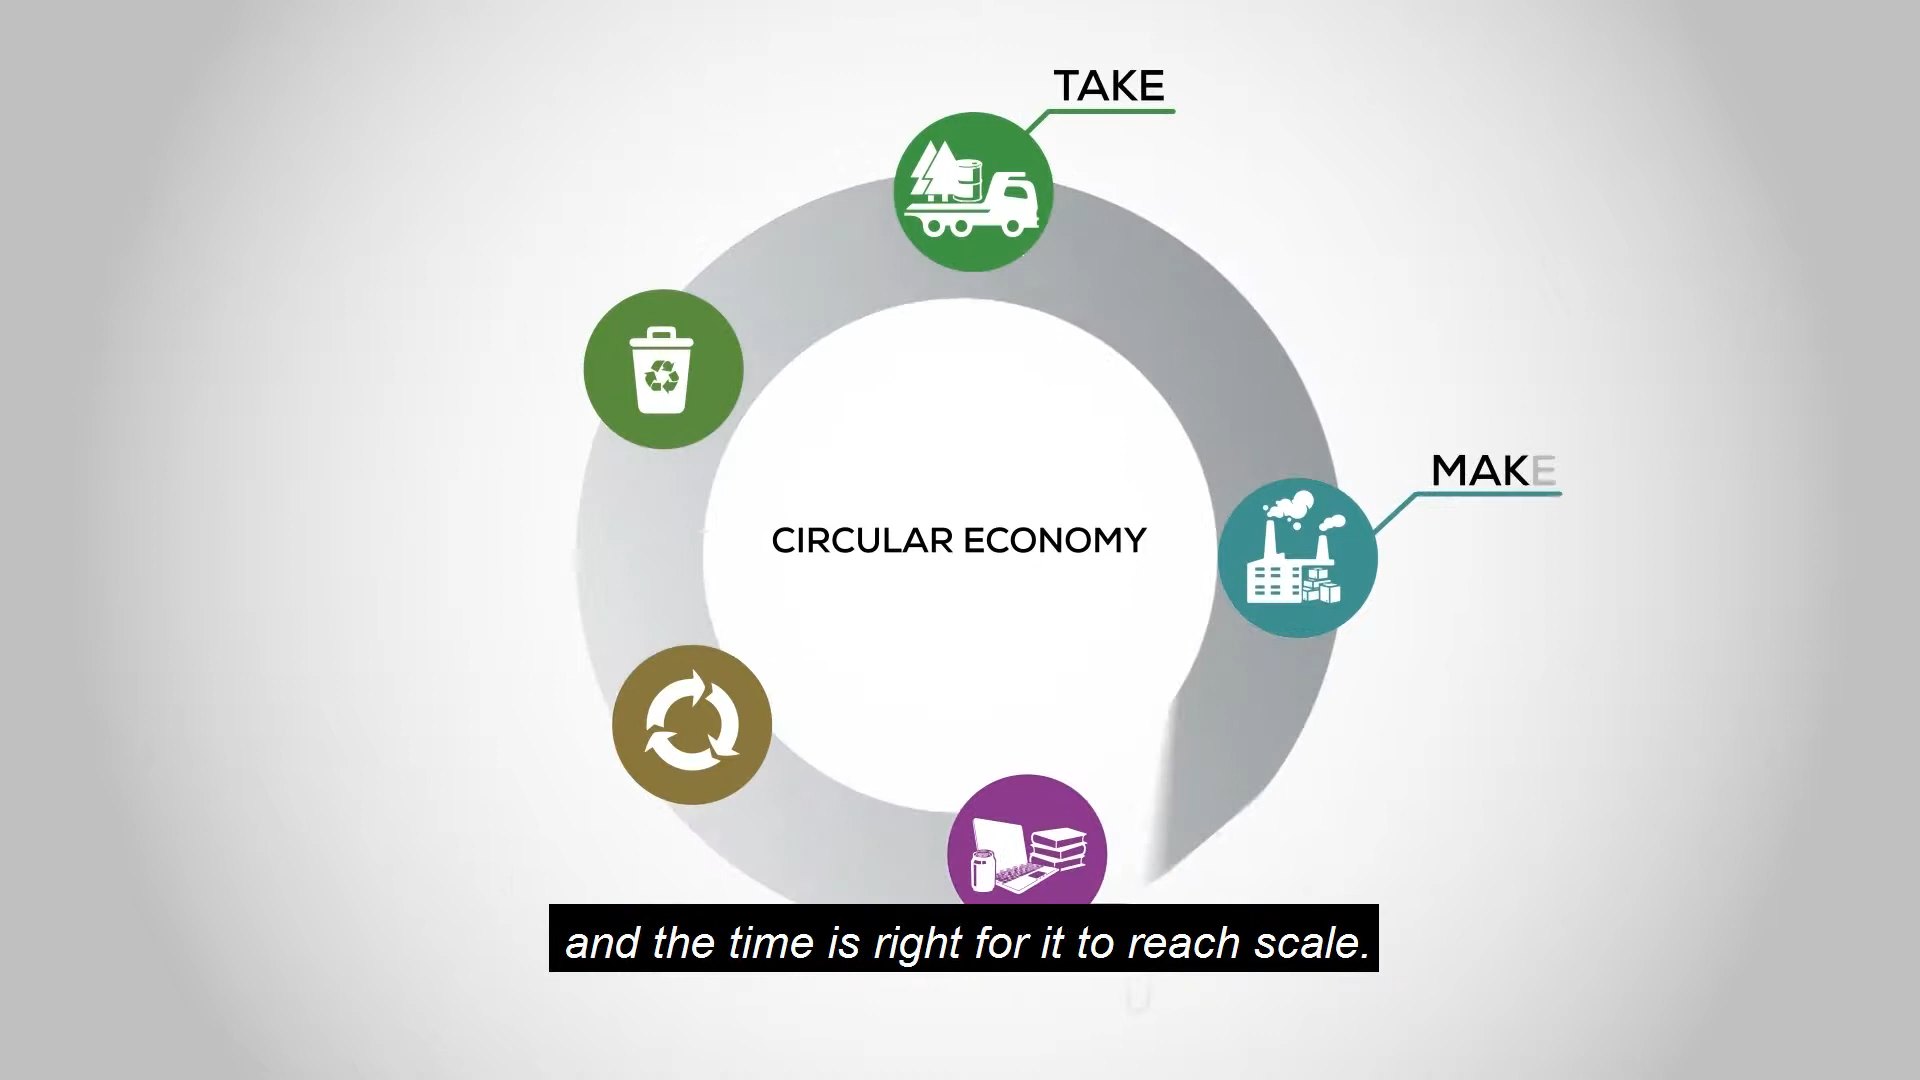 TAKE
MAKE
CIRCULAR ECONOMY
and the time is right for it to reach scale.